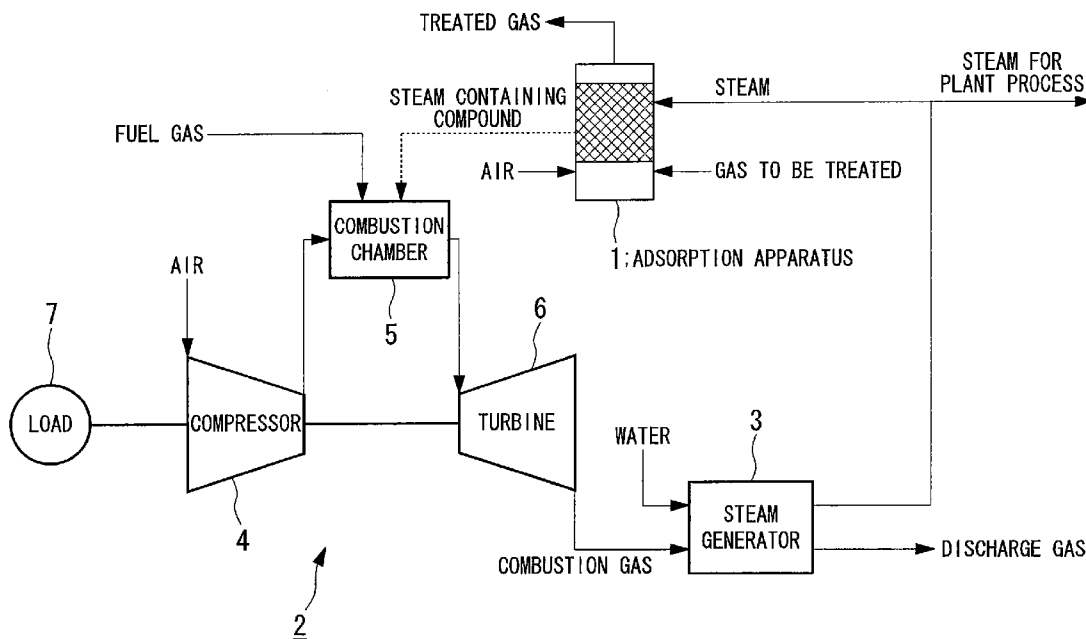 TREATED GAS
STEAM FOR
PLANT PROCESS
STEAM
STEAM CONTAINING
COMPOUND
FUEL GAS
AIR
GAS TO BE TREATED
COMBUSTION
CHAMBER
1;ADSORPTION APPARATUS
AIR
5
6
7
LOAD
COMPRESSOR
TURBINE
WATER
3
4
STEAM
GENERATOR
COMBUSTION GAS
DISCHARGE GAS
2